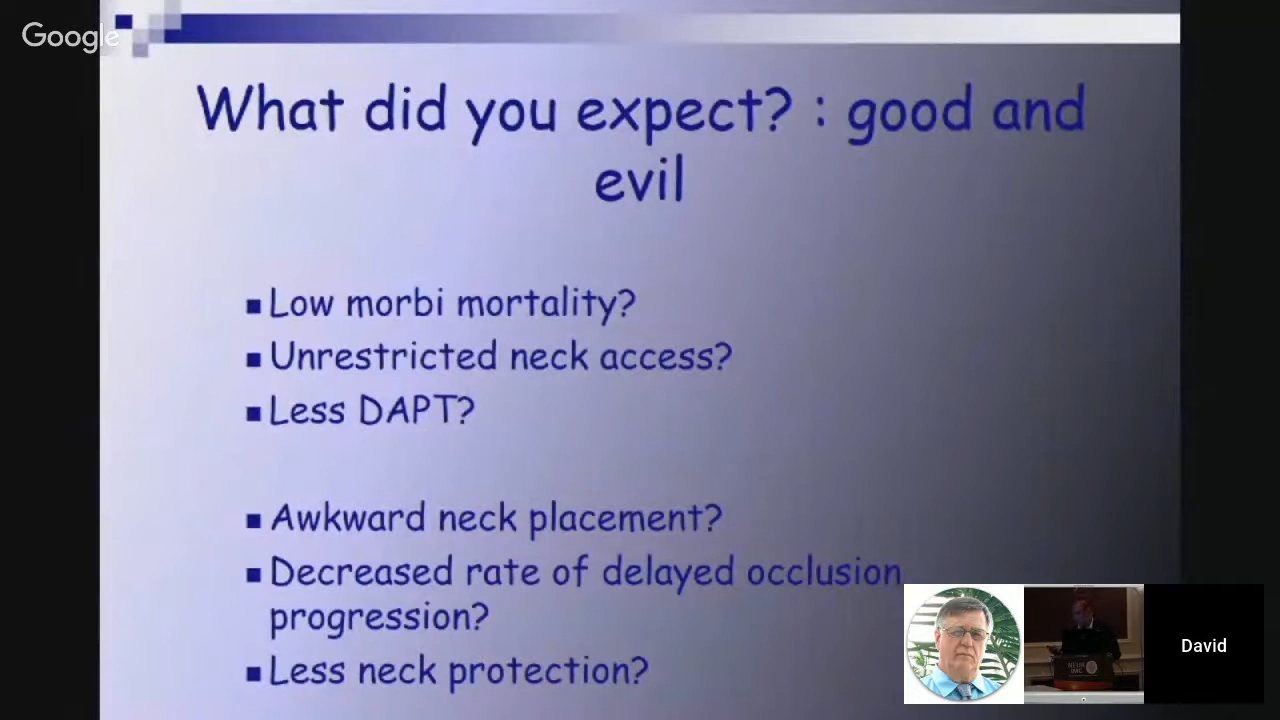 Google
What did you expect? : good and
evil
Low morbi mortality?
Unrestricted neck access?
Less DAPT?
Awkward neck placement?
Decreased rate of delayed occlusion
progression?
Less neck protection?
David